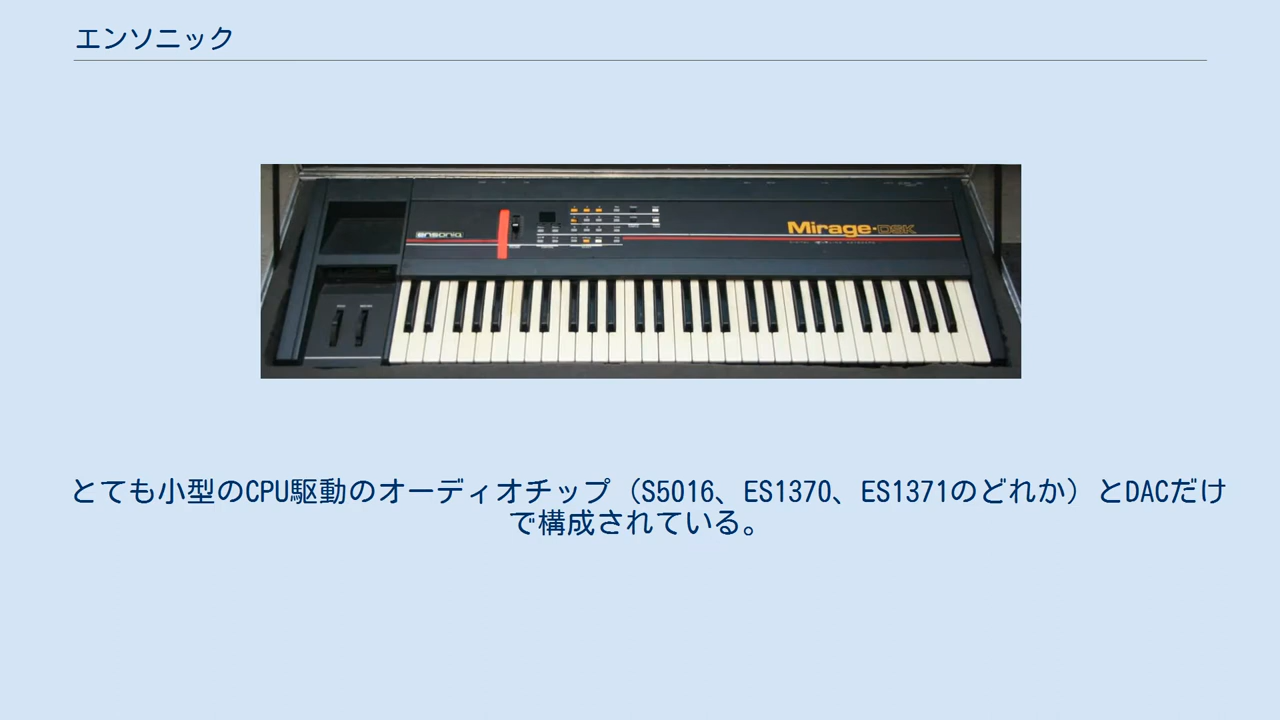 エンソニック
ensoniq
Mirage-DSK
とても小型のCPU駆動のオーディオチップ（S5016、ES1370、ES1371のどれか）とDACだけ
で構成されている。